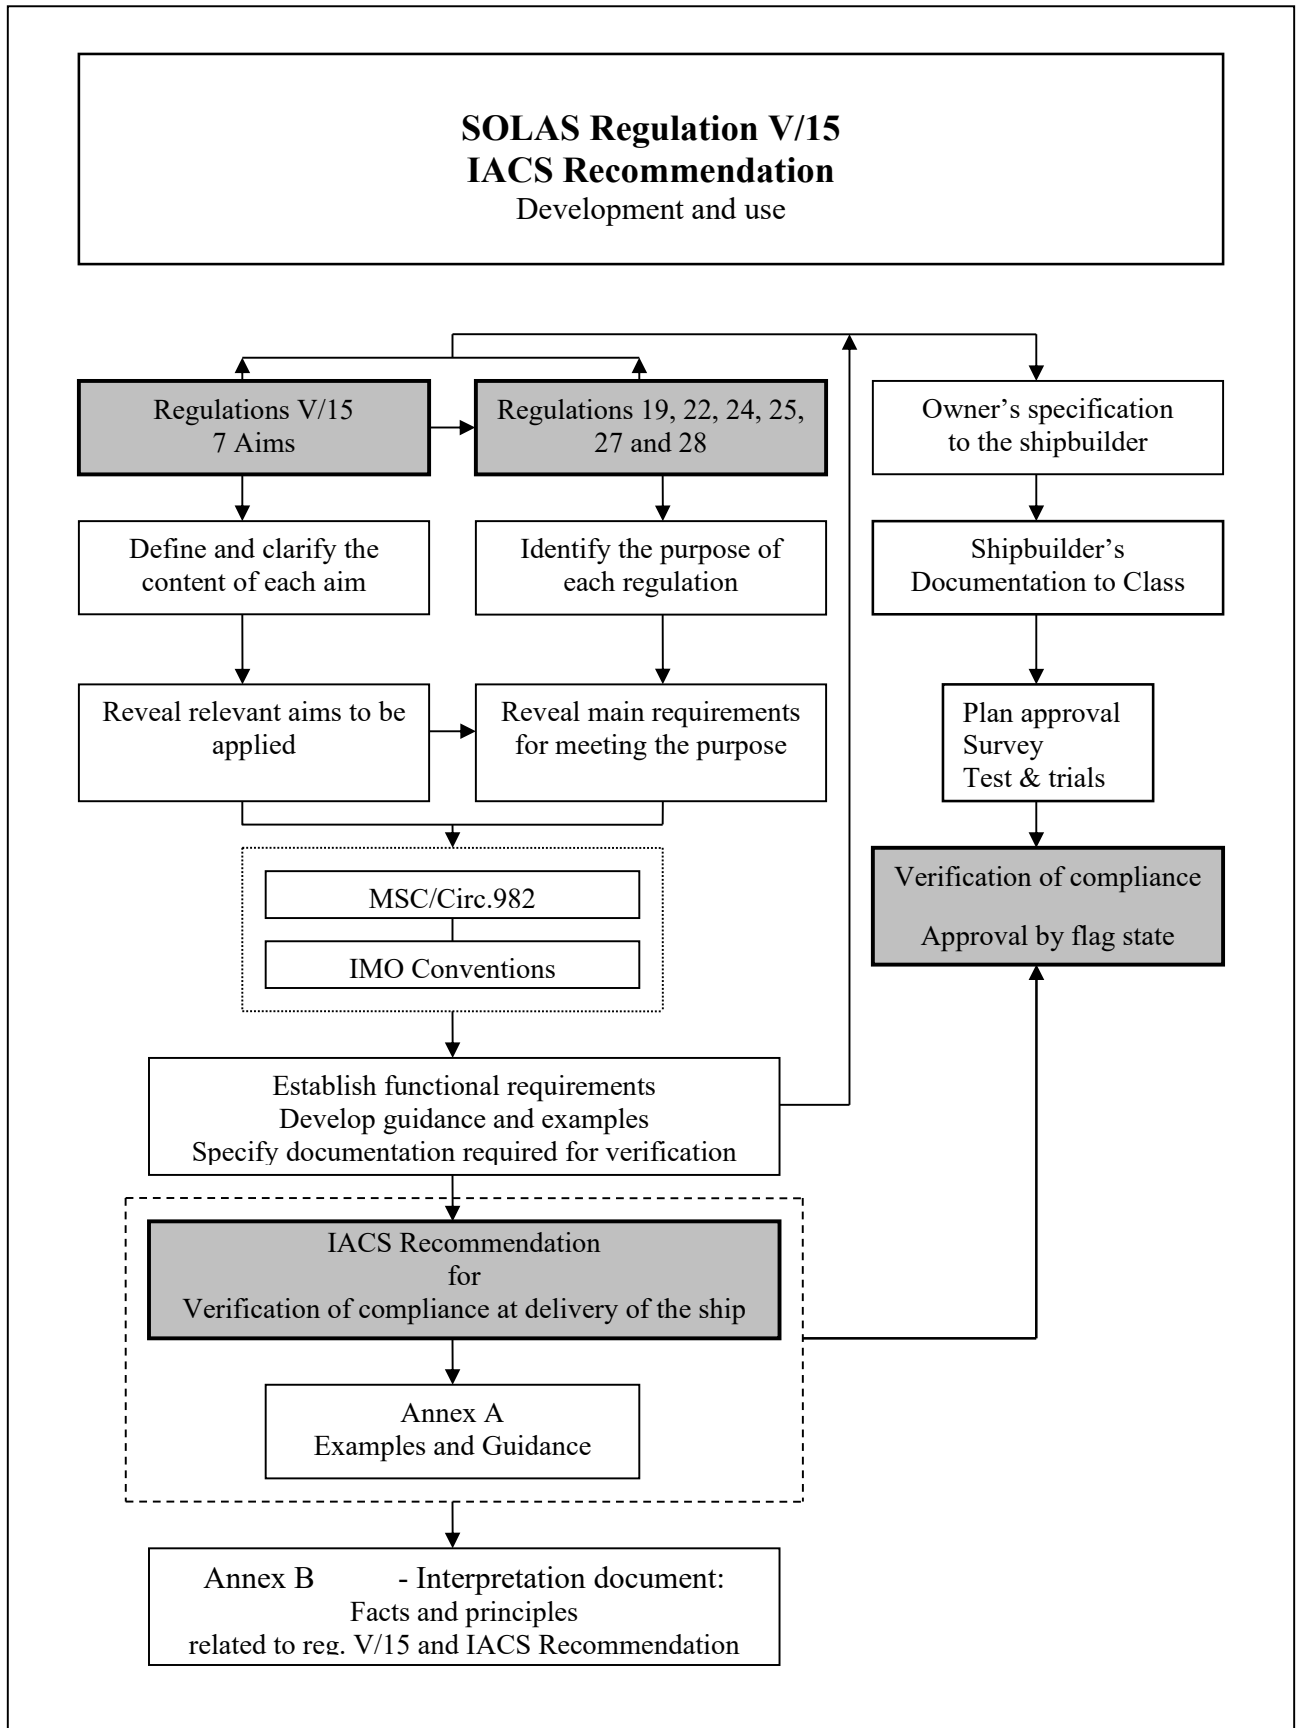 SOLAS Regulation V/15
IACS Recommendation
Development and use
Regulations V/15
7 Aims
Regulations 19, 22, 24, 25,
27 and 28
Owner’s specification
to the shipbuilder
Define and clarify the
content of each aim
Identify the purpose of
each regulation
Shipbuilder’s
Documentation to Class
Reveal relevant aims to be
applied
Reveal main requirements
for meeting the purpose
Plan approval
Survey
Test & trials
MSC/Circ.982
IMO Conventions
Verification of compliance
Approval by flag state
Establish functional requirements
Develop guidance and examples
Specify documentation required for verification
IACS Recommendation
for
Verification of compliance at delivery of the ship
Annex A
Examples and Guidance
Annex B - Interpretation document:
Facts and principles
related to reg. V/15 and IACS Recommendation